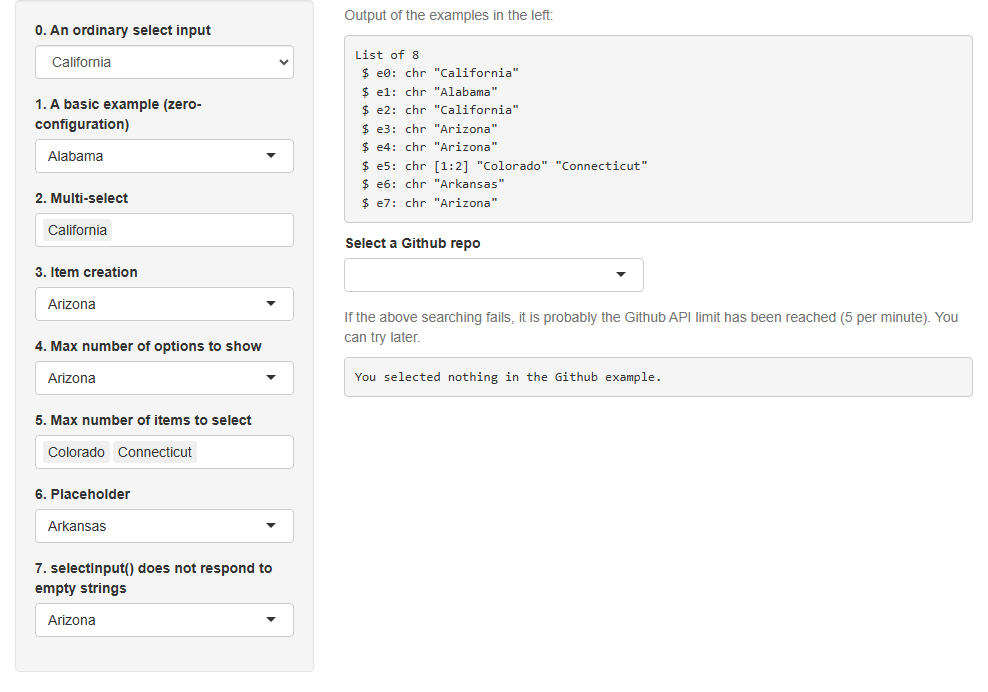 0. An ordinary select input
California
1. A basic example (zero-
configuration)
Alabama
2. Multi-select
California
3. Item creation
Arizona
4. Max number of options to show
Arizona
5. Max number of items to select
Colorado Connecticut
6. Placeholder
Arkansas
7. selectInput() does not respond to
empty strings
Arizona
Output of the examples in the left:
List of 8
 $ e0: chr "California"
 $ e1: chr "Alabama"
 $ e2: chr "California"
 $ e3: chr "Arizona"
 $ e4: chr "Arizona"
 $ e5: chr [1:2] "Colorado" "Connecticut"
 $ e6: chr "Arkansas"
 $ e7: chr "Arizona"
Select a Github repo
If the above searching fails, it is probably the Github API limit has been reached (5 per minute). You
can try later.
You selected nothing in the Github example.